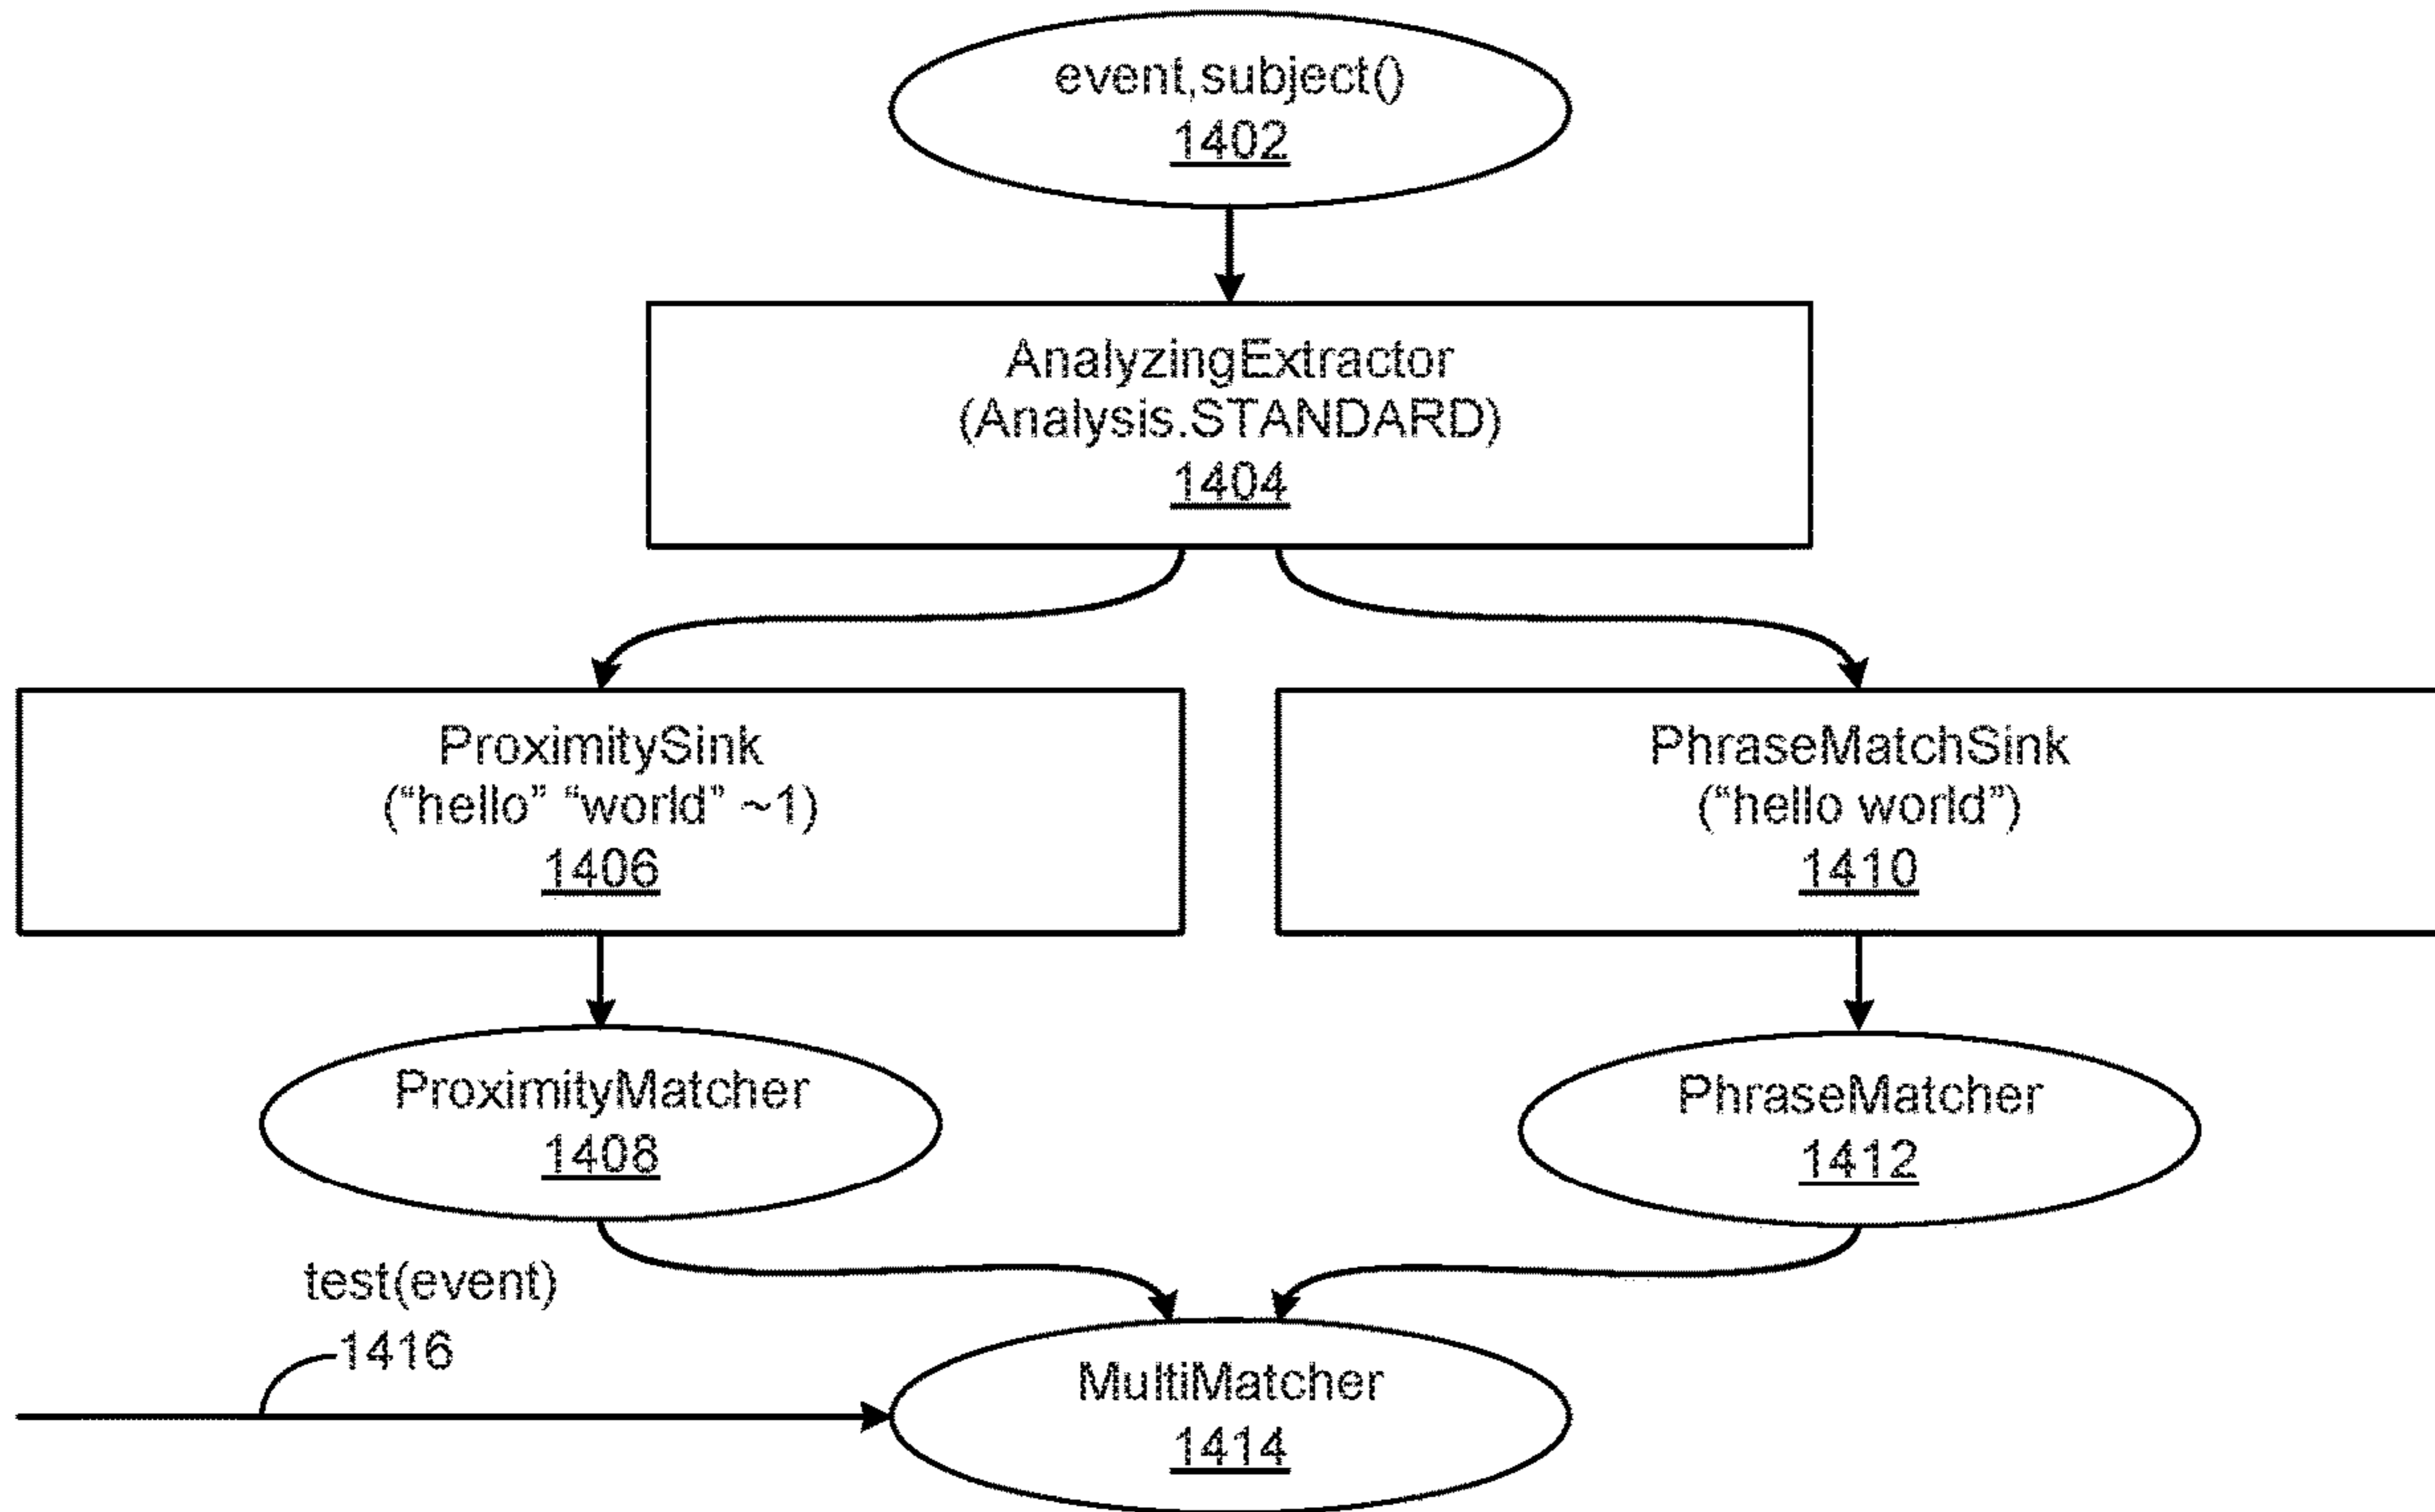 event,subject()
1402
AnalyzingExtractor
(Analysis.STANDARD)
1404
ProximitySink
(“hello” “world” ~1)
1406
PhraseMatchSink
(“hello world”)
1410
ProximityMatcher
1408
PhraseMatcher
1412
test(event)
1416
MultiMatcher
1414